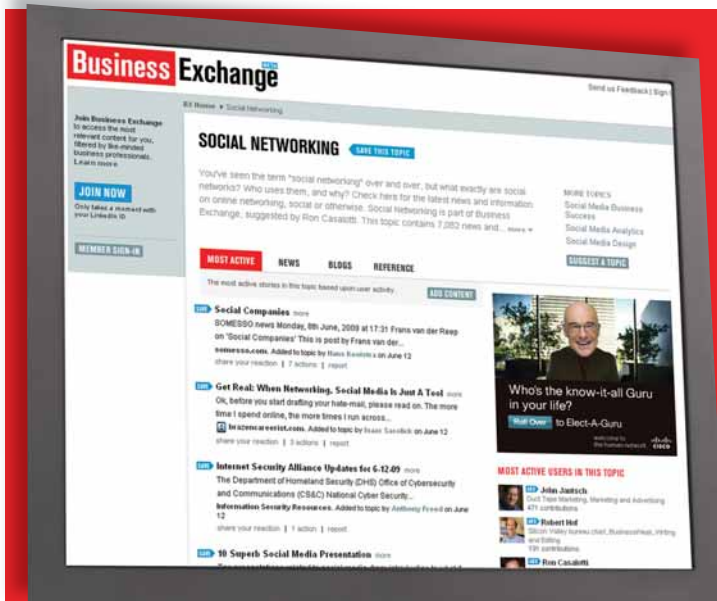 Business Exchange
BETA
Send us Feedback | Sign
BX Home ▸ Social Networking
Join Business Exchange
to access the most
relevant content for you,
filtered by like-minded
business professionals.
Learn more
JOIN NOW
Only takes a moment with
your LinkedIn ID
MEMBER SIGN-IN
SOCIAL NETWORKING
SAVE THIS TOPIC
You've seen the term "social networking" over and over, but what exactly are social
networks? Who uses them, and why? Check here for the latest news and information
on online networking, social or otherwise. Social Networking is part of Business
Exchange, suggested by Ron Casalotti. This topic contains 7,082 news and... more
MORE TOPICS
Social Media Business
Success
Social Media Analytics
Social Media Design
SUGGEST A TOPIC
MOST ACTIVE
NEWS
BLOGS
REFERENCE
The most active stories in this topic based upon user activity.
ADD CONTENT
SAVE Social Companies more
SOMESSO news Monday, 8th June, 2009 at 17:31 Frans van der Reep
on 'Social Companies' This is post by Frans van der...
somesso.com. Added to topic by on June 12
share your reaction | 7 actions | report
SAVE Get Real: When Networking, Social Media Is Just A Tool more
Ok, before you start drafting your hate-mail, please read on. The more
time I spend online, the more times I run across...
brazencareerist.com. Added to topic by on June 12
share your reaction | 3 actions | report
SAVE Internet Security Alliance Updates for 6-12-09 more
The Department of Homeland Security (DHS) Office of Cybersecurity
and Communications (CS&C) National Cyber Security...
Information Security Resources. Added to topic by Anthony Freed on June
12
share your reaction | 1 action | report
SAVE 10 Superb Social Media Presentation more
Who's the know-it-all Guru
in your life?
Roll Over to Elect-A-Guru
welcome to
the human network.
CISCO
MOST ACTIVE USERS IN THIS TOPIC
John Jantsch
Duct Tape Marketing, Marketing and Advertising
471 contributions
Robert Hof
Silicon Valley bureau chief, BusinessWeek, Writing
and Editing
191 contributions
Ron Casalotti